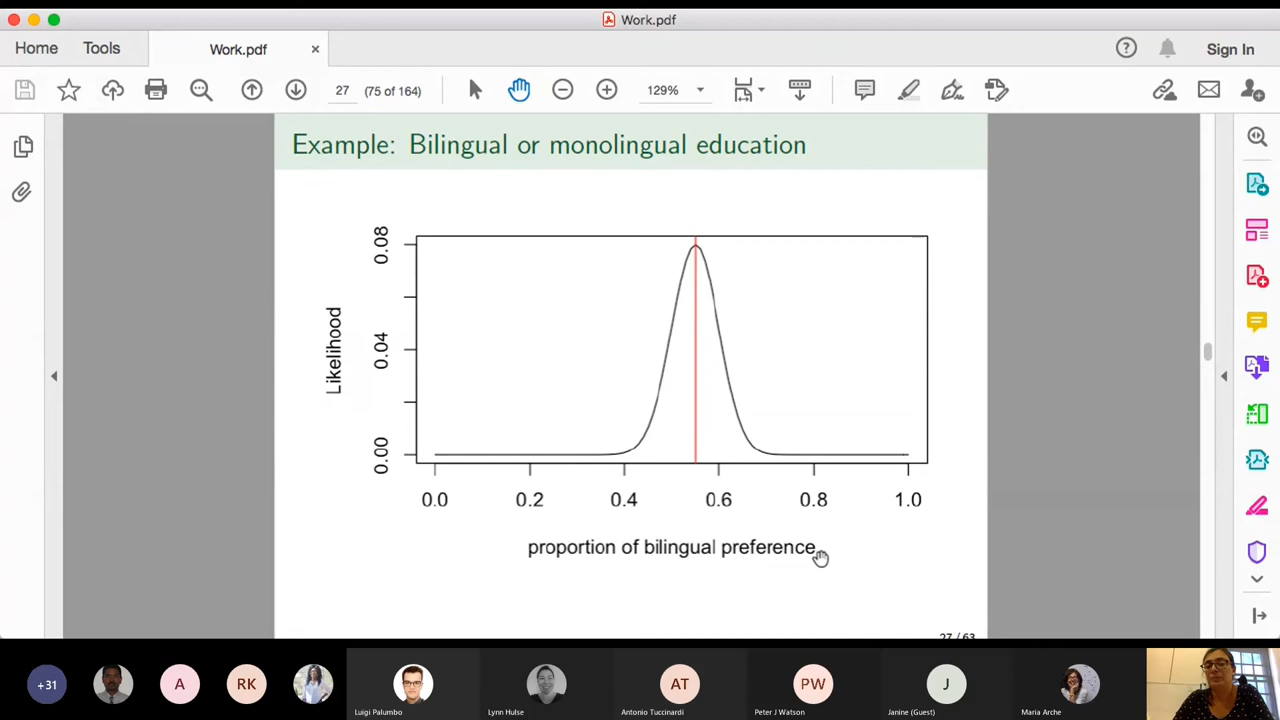 Work.pdf
Home Tools Work.pdf × ? Sign In
27 (75 of 164) 129%
Example: Bilingual or monolingual education
0.08
0.04
0.00
Likelihood
0.0 0.2 0.4 0.6 0.8 1.0
proportion of bilingual preference
27 / 63
+31 A RK AT PW J
Luigi Palumbo Lynn Hulse Antonio Tuccinardi Peter J Watson Janine (Guest) Maria Arche